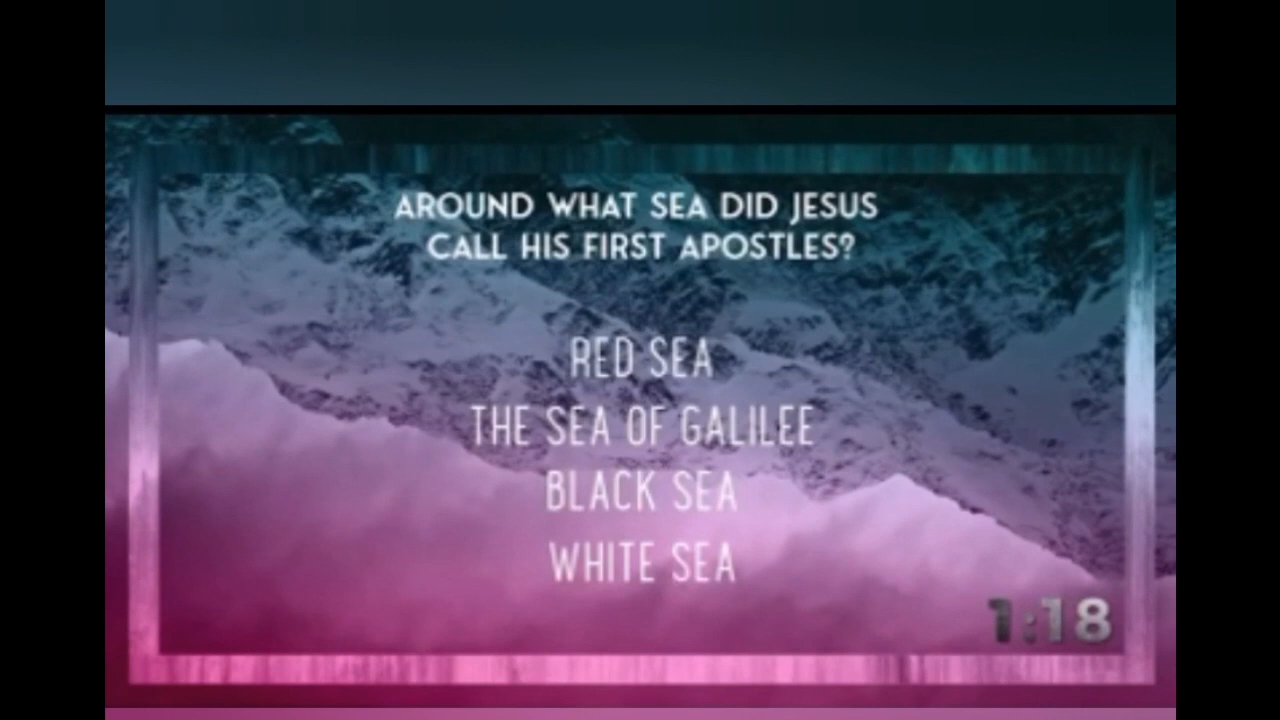 AROUND WHAT SEA DID JESUS
CALL HIS FIRST APOSTLES?
RED SEA
THE SEA OF GALILEE
BLACK SEA
WHITE SEA
1:18